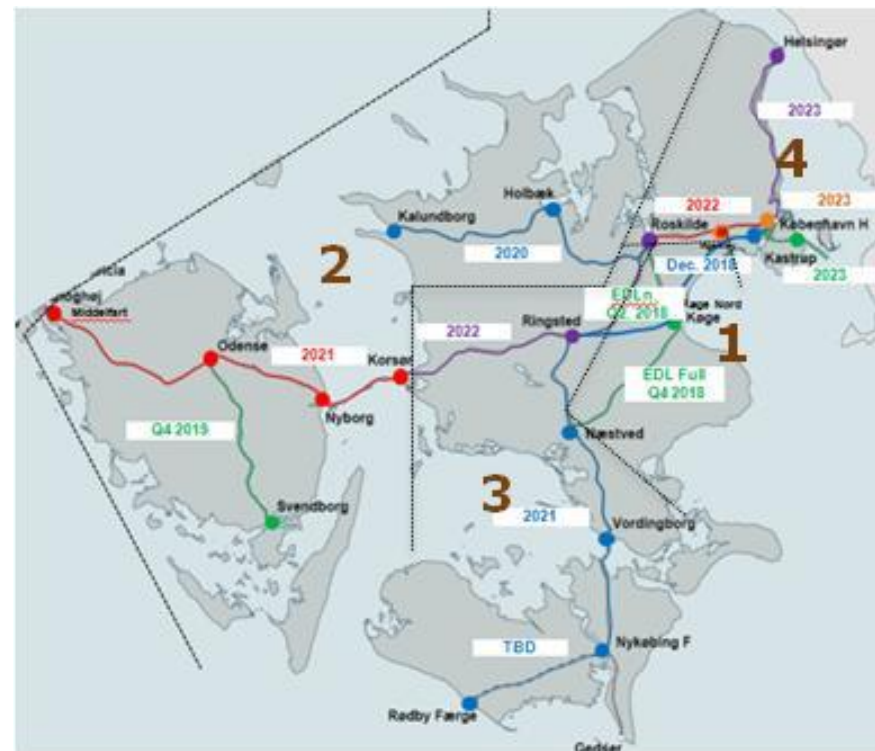 Helsingør
2023
4
Holbæk
2022
2023
Kalundborg
Roskilde
København H
2
2020
Dec. 2018
Kastrup
2023
Middelfart
EDLn.
Q2. 2018
Køge Nord
Køge
Ringsted
1
2022
Odense
2021
Korsør
EDL Full
Q4 2018
Nyborg
Q4 2019
Næstved
3
Svendborg
2021
Vordingborg
TBD
Nykøbing F
Rødby Færge
Gedser